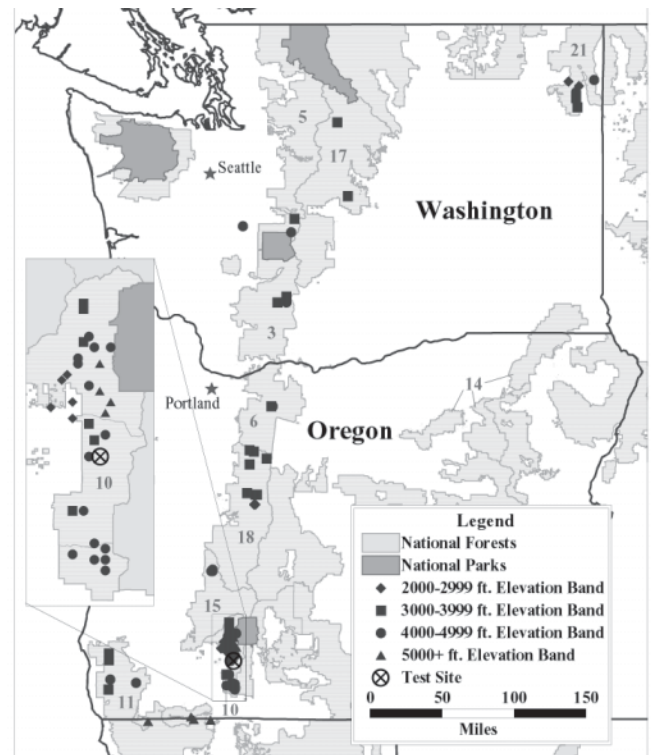 21
5
17
Seattle
Washington
3
14
Portland
6
Oregon
10
18
15
11
10
Legend
National Forests
National Parks
2000-2999 ft. Elevation Band
3000-3999 ft. Elevation Band
4000-4999 ft. Elevation Band
5000+ ft. Elevation Band
Test Site
0 50 100 150
Miles